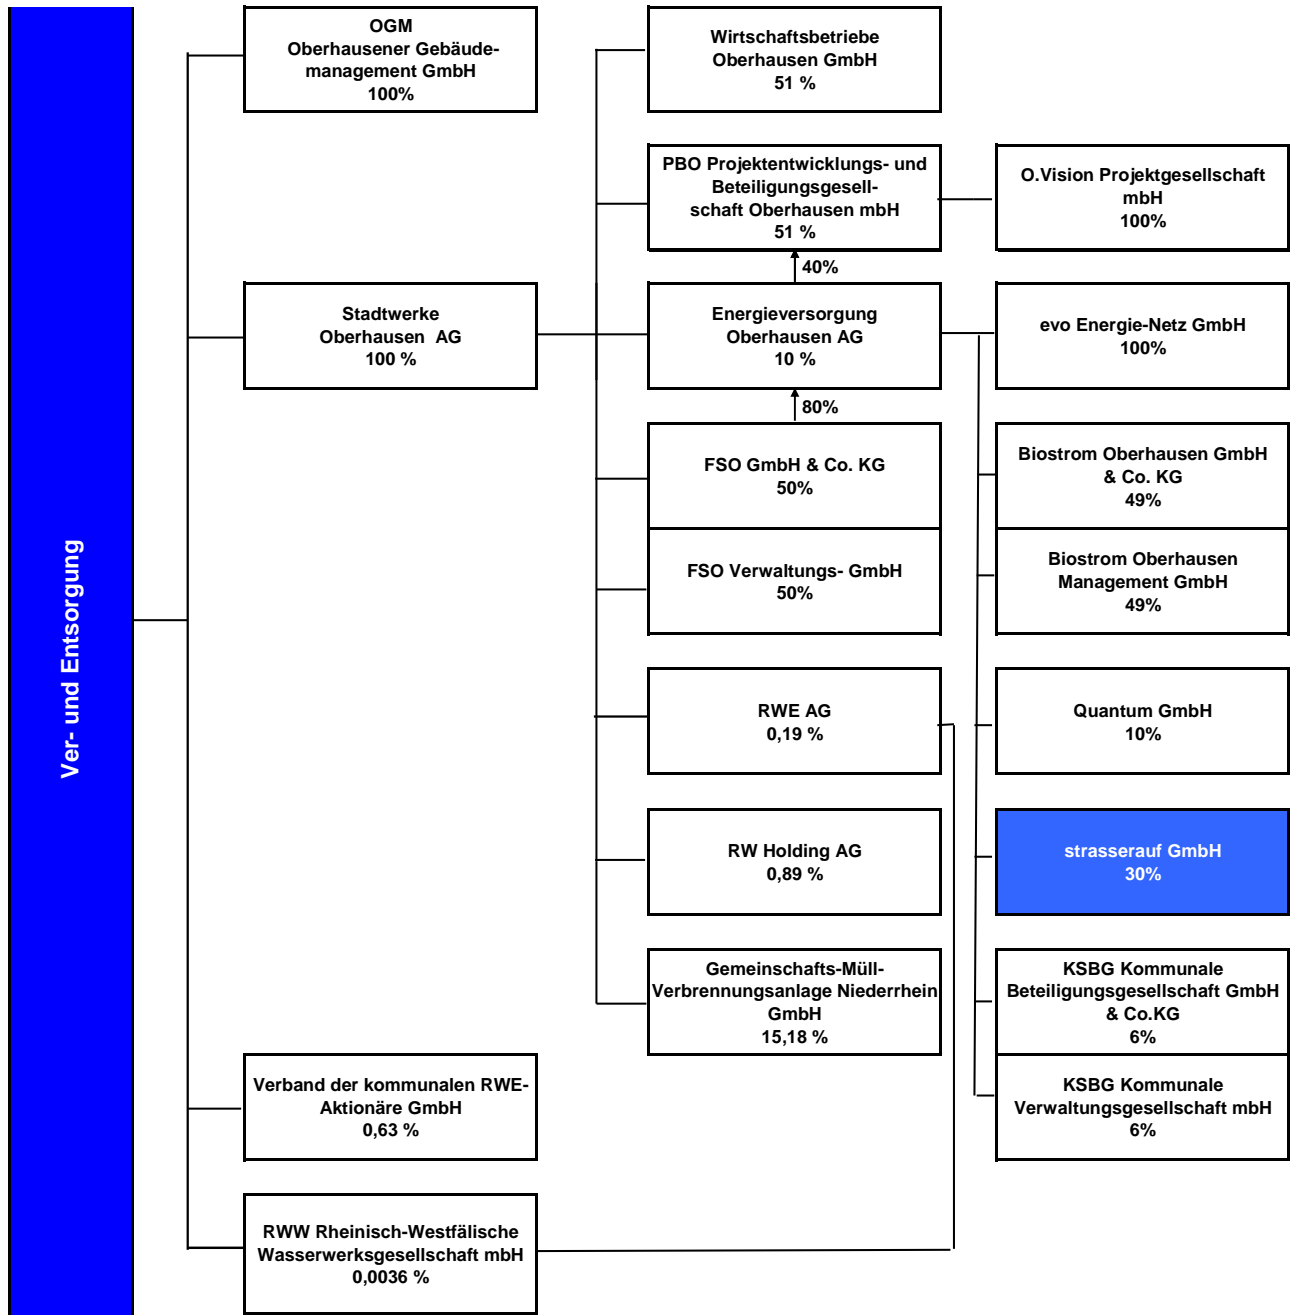 Ver- und Entsorgung
OGM
Oberhausener Gebäude-
management GmbH
100%
Stadtwerke
Oberhausen AG
100 %
Verband der kommunalen RWE-
Aktionäre GmbH
0,63 %
RWW Rheinisch-Westfälische
Wasserwerksgesellschaft mbH
0,0036 %
Wirtschaftsbetriebe
Oberhausen GmbH
51 %
PBO Projektentwicklungs- und
Beteiligungsgesell-
schaft Oberhausen mbH
51 %
40%
Energieversorgung
Oberhausen AG
10 %
80%
FSO GmbH & Co. KG
50%
FSO Verwaltungs- GmbH
50%
RWE AG
0,19 %
RW Holding AG
0,89 %
Gemeinschafts-Müll-
Verbrennungsanlage Niederrhein
GmbH
15,18 %
O.Vision Projektgesellschaft
mbH
100%
evo Energie-Netz GmbH
100%
Biostrom Oberhausen GmbH
& Co. KG
49%
Biostrom Oberhausen
Management GmbH
49%
Quantum GmbH
10%
strasserauf GmbH
30%
KSBG Kommunale
Beteiligungsgesellschaft GmbH
& Co.KG
6%
KSBG Kommunale
Verwaltungsgesellschaft mbH
6%